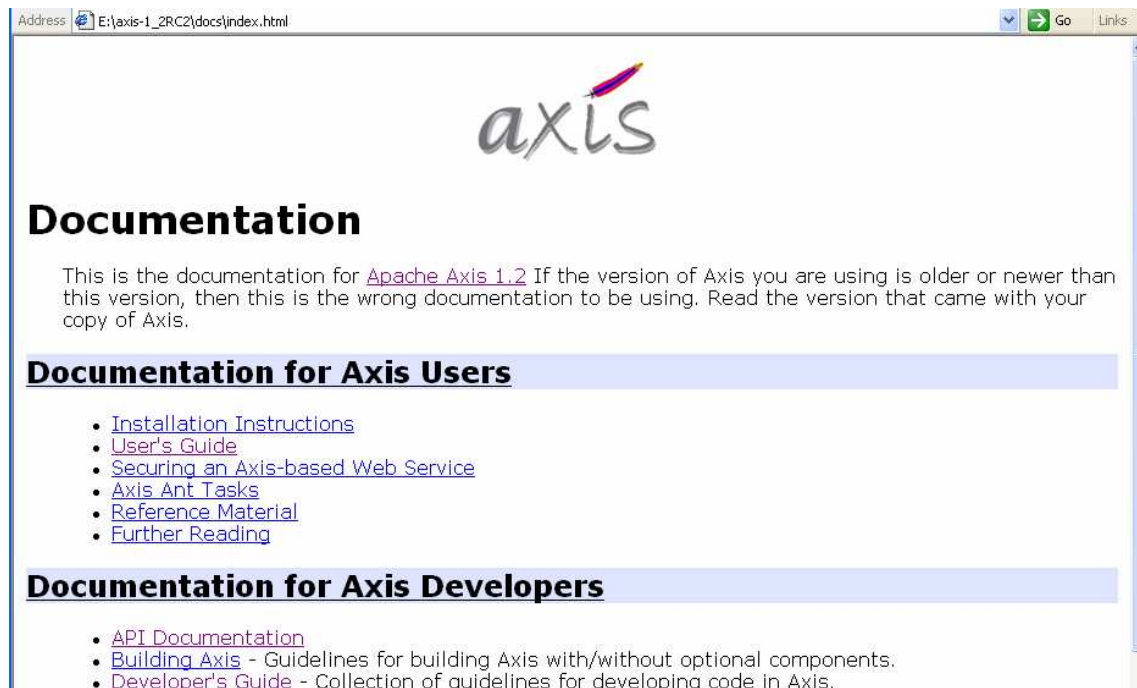 Address E:\axis-1_2RC2\docs\index.html Go Links
axis
Documentation
This is the documentation for Apache Axis 1.2 If the version of Axis you are using is older or newer than
this version, then this is the wrong documentation to be using. Read the version that came with your
copy of Axis.
Documentation for Axis Users
• Installation Instructions
• User's Guide
• Securing an Axis-based Web Service
• Axis Ant Tasks
• Reference Material
• Further Reading
Documentation for Axis Developers
• API Documentation
• Building Axis - Guidelines for building Axis with/without optional components.
• Developer's Guide - Collection of guidelines for developing code in Axis.